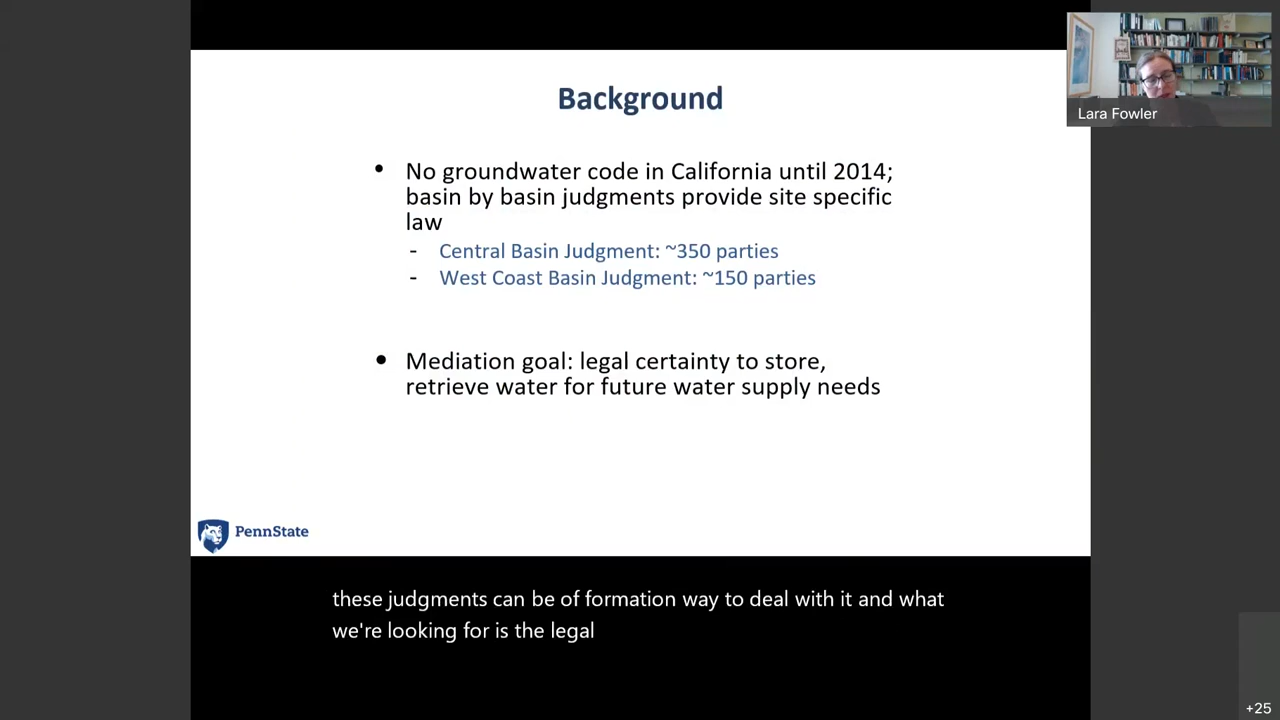 Background
Lara Fowler
• No groundwater code in California until 2014;
basin by basin judgments provide site specific
law
- Central Basin Judgment: ~350 parties
- West Coast Basin Judgment: ~150 parties
• Mediation goal: legal certainty to store,
retrieve water for future water supply needs
PennState
these judgments can be of formation way to deal with it and what
we're looking for is the legal
+25